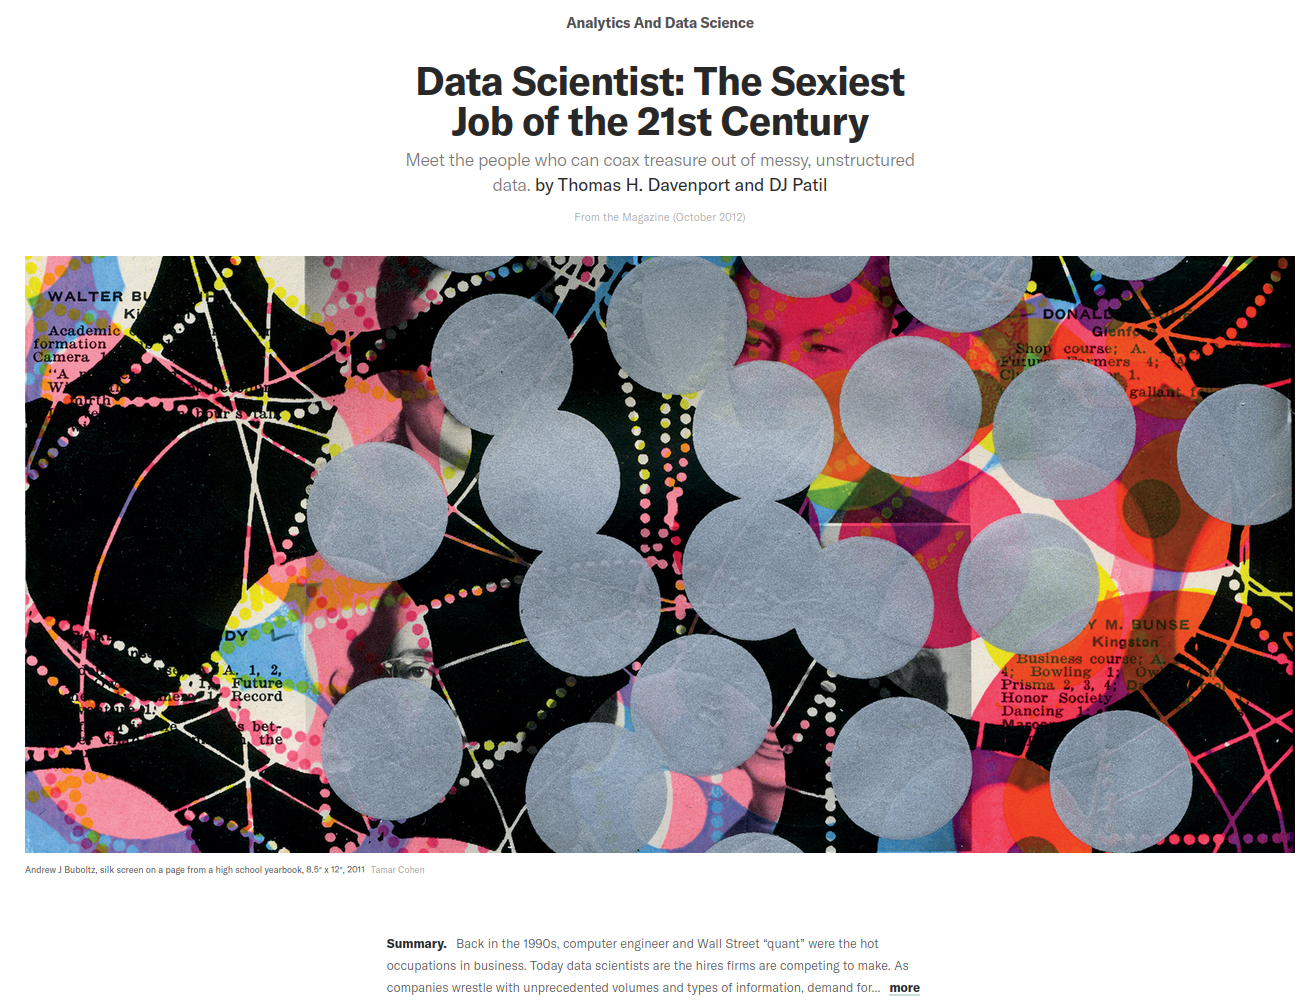 Analytics And Data Science
Data Scientist: The Sexiest
Job of the 21st Century
Meet the people who can coax treasure out of messy, unstructured
data. by Thomas H. Davenport and DJ Patil
From the Magazine (October 2012)
WALTER
Academic
formation
Camera
"A
DONALD
Shop course; A.
Future Farmers 4;
1.
gallant
DY
A. 1, 2,
1; Future
1; Record
1;
bet-
the
Y M. BUNSE
Kingston
Business course; A.
4; Bowling 1;
Prisma 2, 3, 4;
Honor Society
Dancing 1;
Andrew J Buboltz, silk screen on a page from a high school yearbook, 8.5" x 12", 2011 Tamar Cohen
Summary. Back in the 1990s, computer engineer and Wall Street “quant” were the hot
occupations in business. Today data scientists are the hires firms are competing to make. As
companies wrestle with unprecedented volumes and types of information, demand for... more